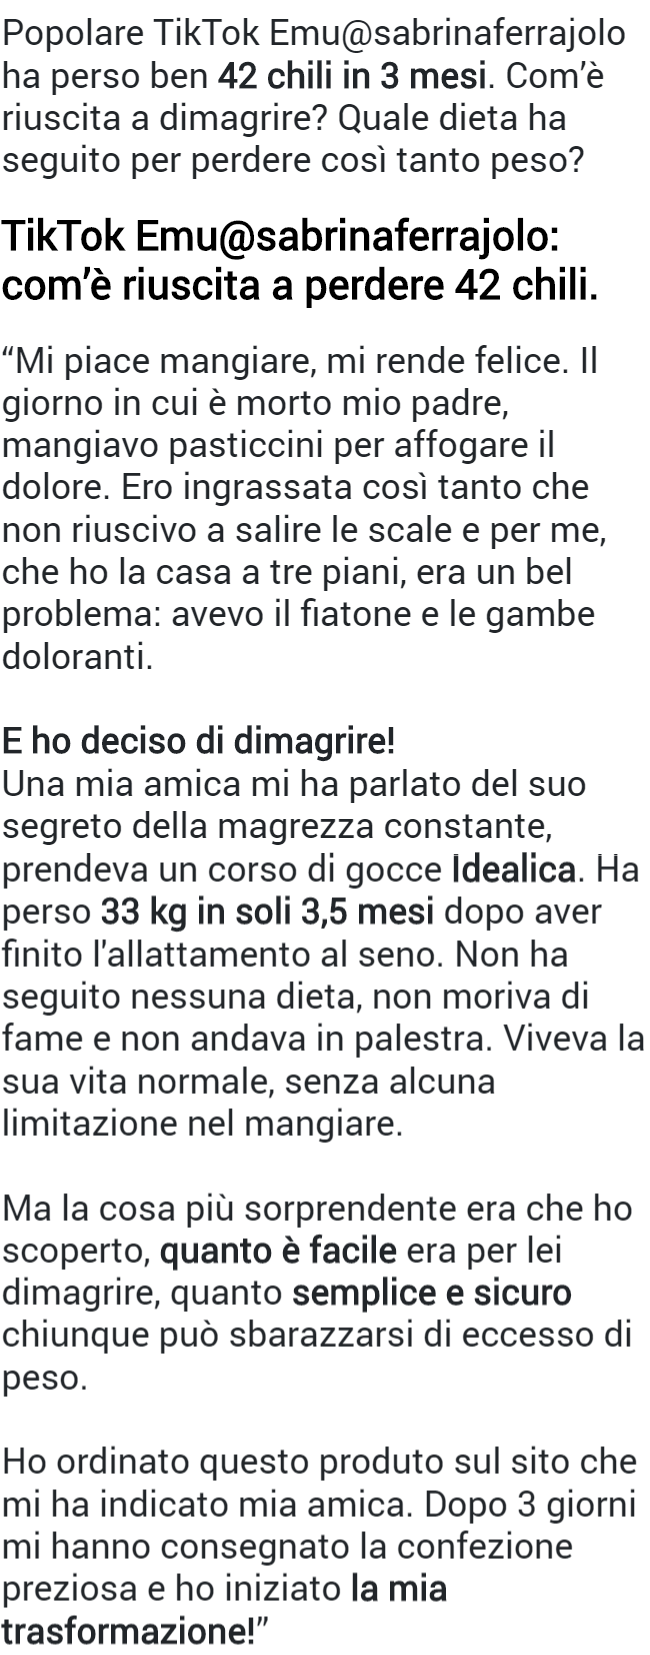 Popolare TikTok Emu@sabrinaferrajolo
ha perso ben 42 chili in 3 mesi. Com’è
riuscita a dimagrire? Quale dieta ha
seguito per perdere così tanto peso?
TikTok Emu@sabrinaferrajolo:
com’è riuscita a perdere 42 chili.
“Mi piace mangiare, mi rende felice. Il
giorno in cui è morto mio padre,
mangiavo pasticcini per affogare il
dolore. Ero ingrassata così tanto che
non riuscivo a salire le scale e per me,
che ho la casa a tre piani, era un bel
problema: avevo il fiatone e le gambe
doloranti.
E ho deciso di dimagrire!
Una mia amica mi ha parlato del suo
segreto della magrezza constante,
prendeva un corso di gocce Idealica. Ha
perso 33 kg in soli 3,5 mesi dopo aver
finito l'allattamento al seno. Non ha
seguito nessuna dieta, non moriva di
fame e non andava in palestra. Viveva la
sua vita normale, senza alcuna
limitazione nel mangiare.
Ma la cosa più sorprendente era che ho
scoperto, quanto è facile era per lei
dimagrire, quanto semplice e sicuro
chiunque può sbarazzarsi di eccesso di
peso.
Ho ordinato questo produto sul sito che
mi ha indicato mia amica. Dopo 3 giorni
mi hanno consegnato la confezione
preziosa e ho iniziato la mia
trasformazione!”